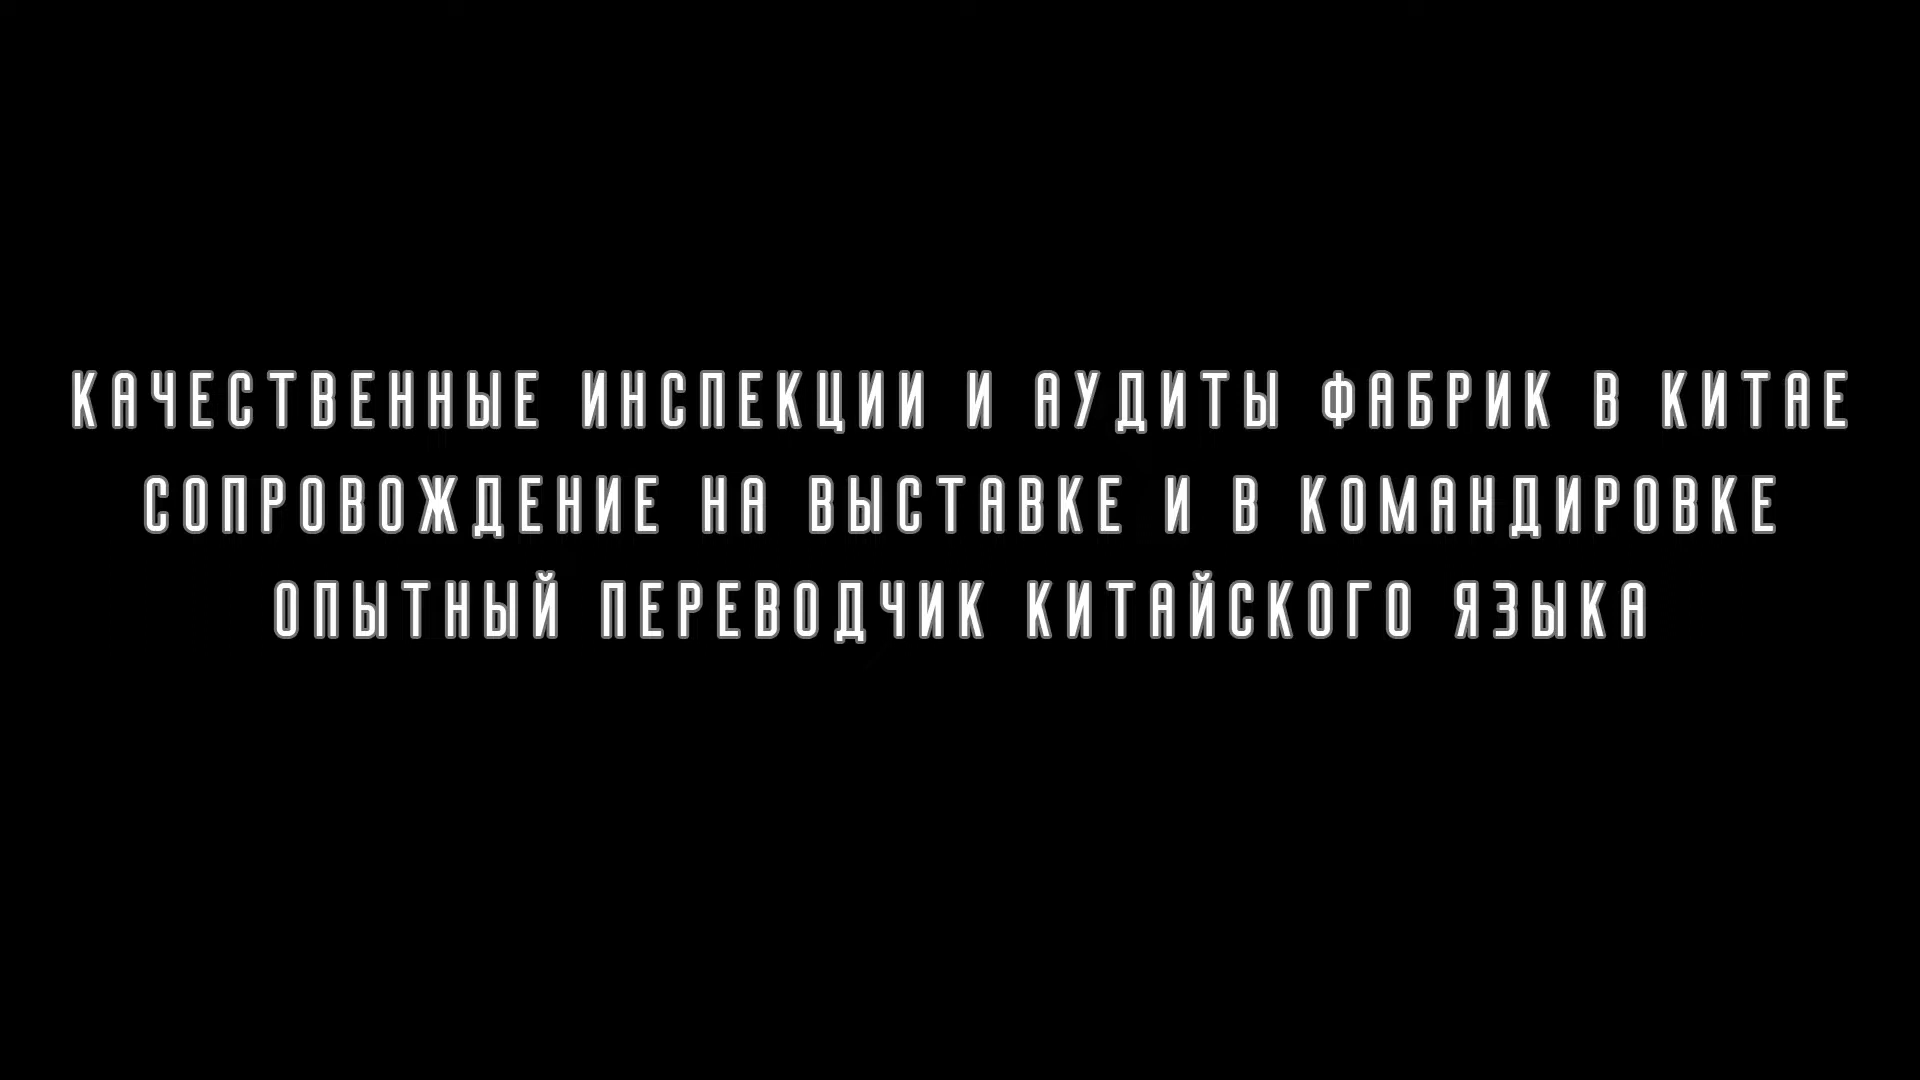 КАЧЕСТВЕННЫЕ ИНСПЕКЦИИ И АУДИТЫ ФАБРИК В КИТАЕ
СОПРОВОЖДЕНИЕ НА ВЫСТАВКЕ И В КОМАНДИРОВКЕ
ОПЫТНЫЙ ПЕРЕВОДЧИК КИТАЙСКОГО ЯЗЫКА